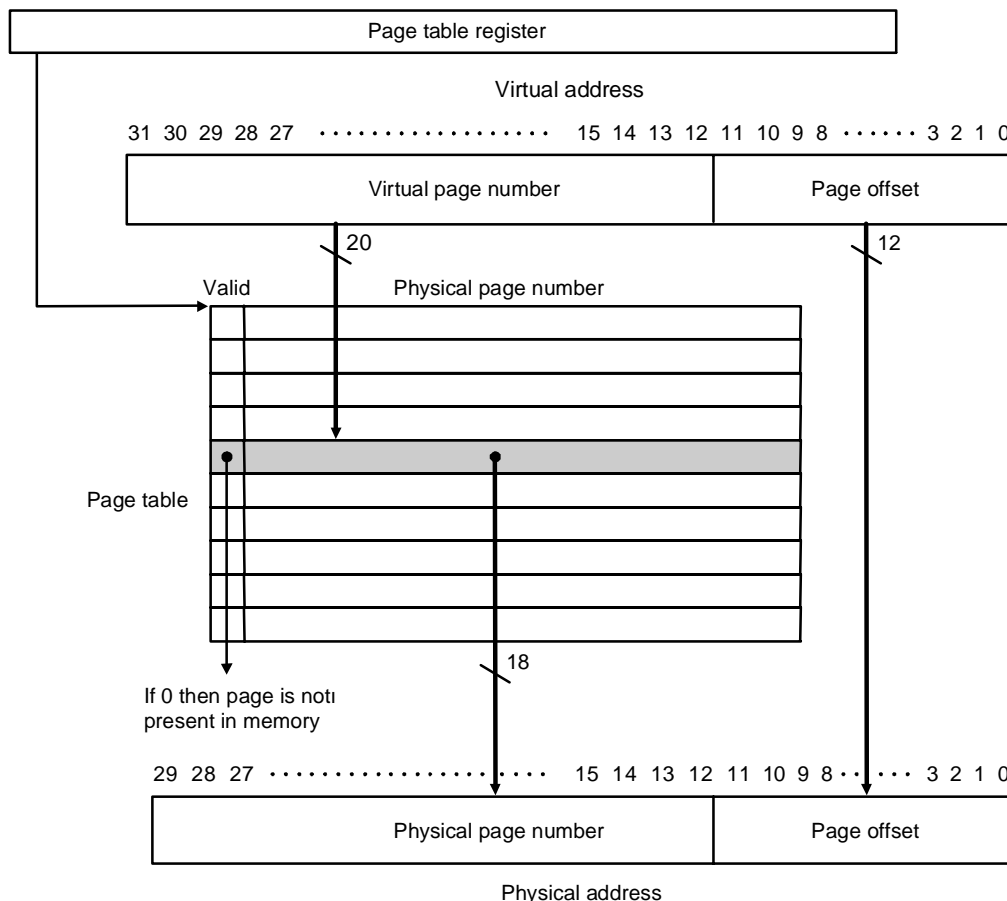 Page table register
Virtual address
31 30 29 28 27 ........................ 15 14 13 12 11 10 9 8 ...... 3 2 1 0
Virtual page number Page offset
20 12
Valid Physical page number
Page table
18
If 0 then page is not
present in memory
29 28 27 ............................ 15 14 13 12 11 10 9 8 ...... 3 2 1 0
Physical page number Page offset
Physical address